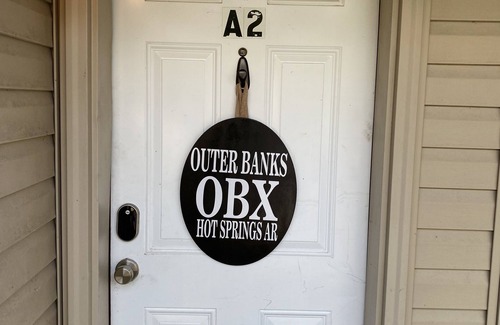 A2
OUTER BANKS
OBX
HOT SPRINGS AR